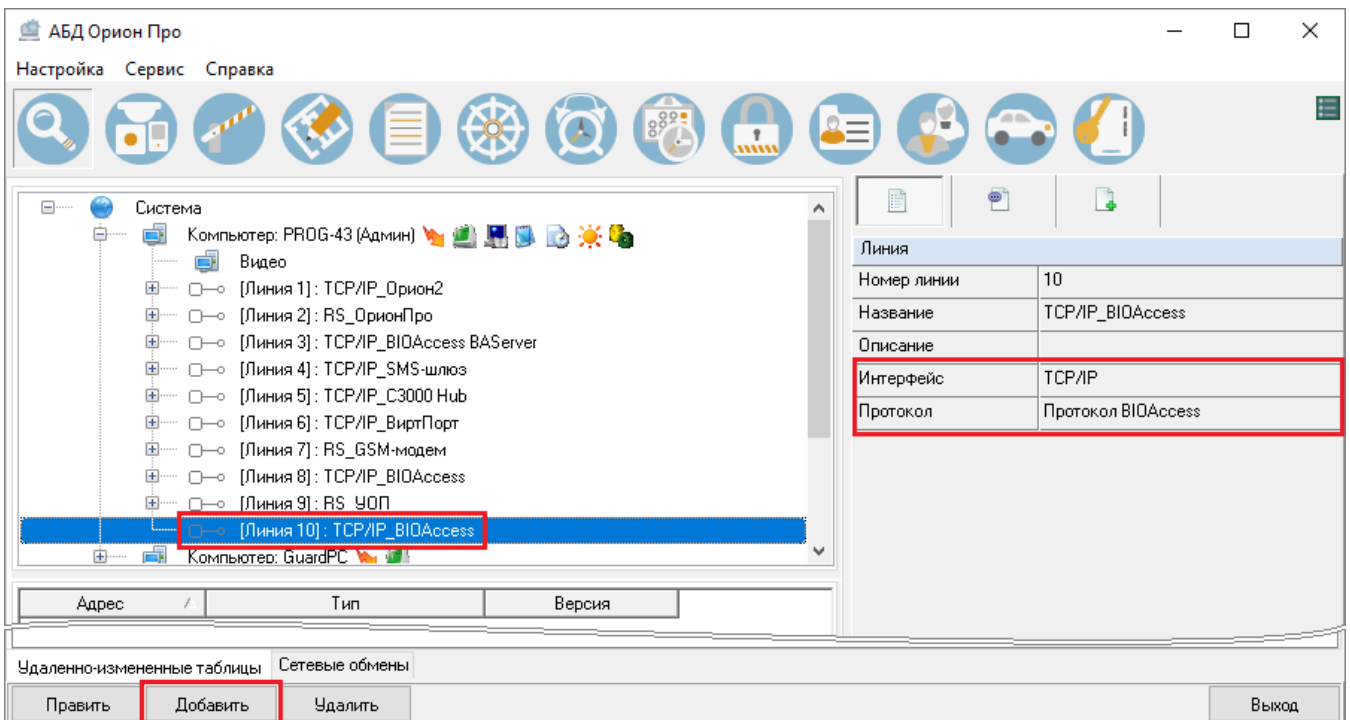 АБД Орион Про
Настройка Сервис Справка
Система
Компьютер: PROG-43 (Админ)
Видео
[Линия 1] : TCP/IP_Орион2
[Линия 2] : RS_ОрионПро
[Линия 3] : TCP/IP_BIOAccess BAServer
[Линия 4] : TCP/IP_SMS-шлюз
[Линия 5] : TCP/IP_C3000 Hub
[Линия 6] : TCP/IP_ВиртПорт
[Линия 7] : RS_GSM-модем
[Линия 8] : TCP/IP_BIOAccess
[Линия 9] : RS_УОП
[Линия 10] : TCP/IP_BIOAccess
Компьютер: GuardPC
Линия
Номер линии 10
Название TCP/IP_BIOAccess
Описание
Интерфейс TCP/IP
Протокол Протокол BIOAccess
Адрес Тип Версия
Удаленно-измененные таблицы Сетевые обмены
Править Добавить Удалить Выход